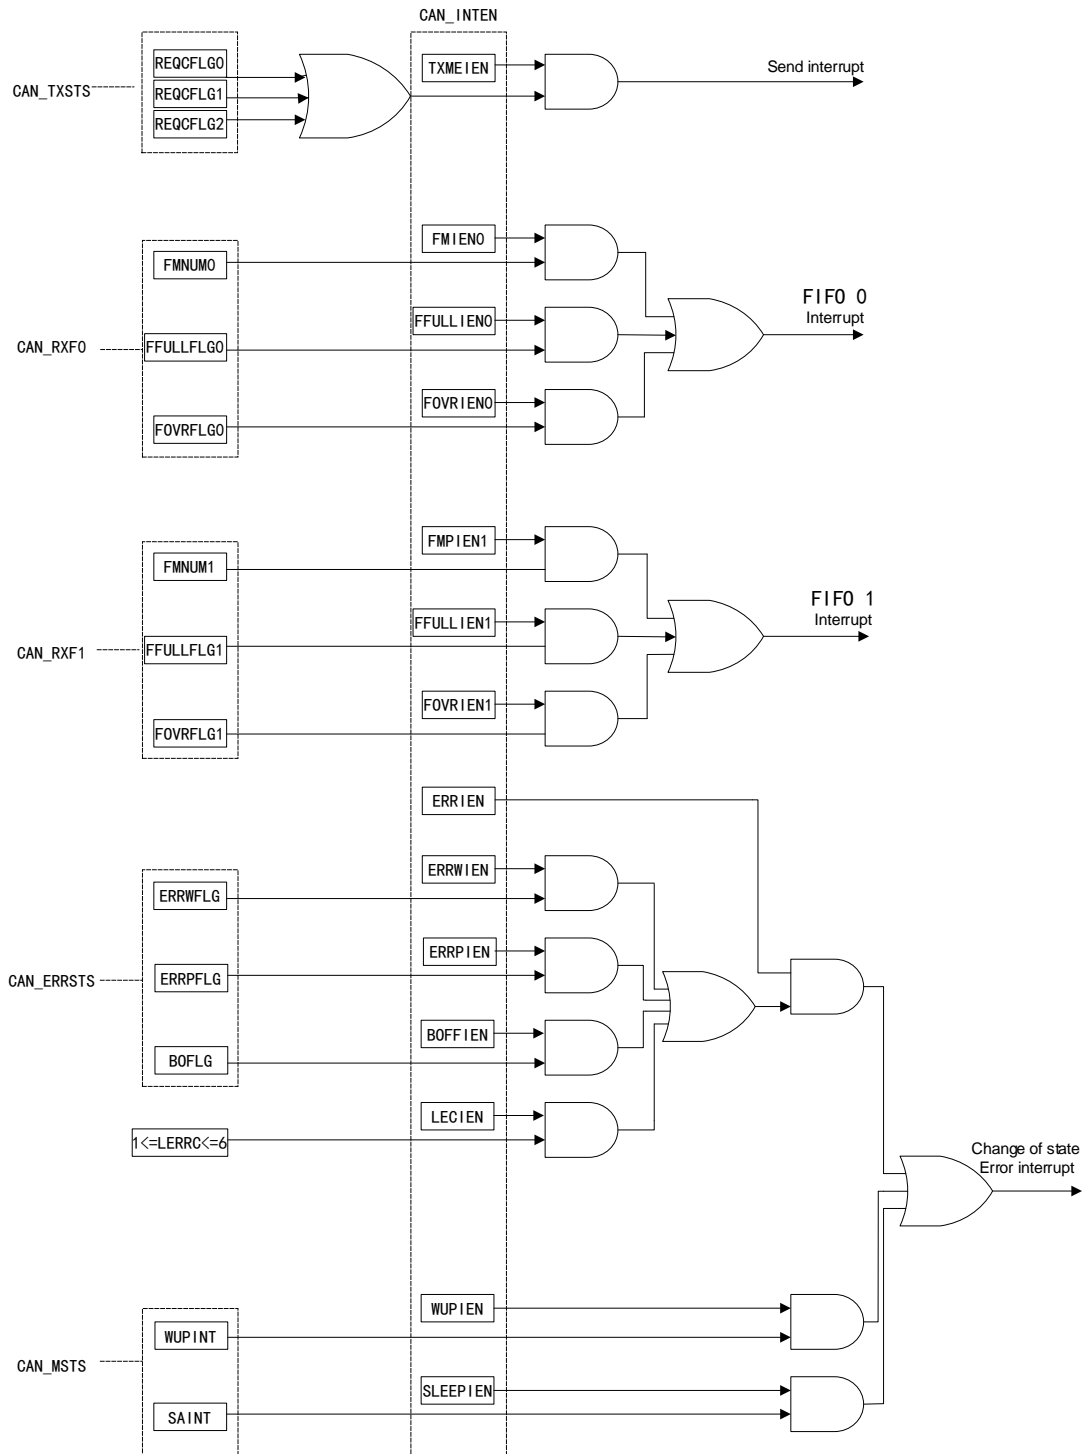 CAN_INTEN
REQCFLG0
TXMEIEN
Send interrupt
CAN_TXSTS
REQCFLG1
REQCFLG2
FMIEN0
FMNUM0
FIFO 0
Interrupt
FFULLIEN0
CAN_RXF0
FFULLFLG0
FOVRIEN0
FOVRFLG0
FMPIEN1
FMNUM1
FIFO 1
Interrupt
FFULLIEN1
CAN_RXF1
FFULLFLG1
FOVRIEN1
FOVRFLG1
ERRIEN
ERRWIEN
ERRWFLG
ERRPIEN
CAN_ERRSTS
ERRPFLG
BOFFIEN
BOFLG
LECIEN
1<=LERRC<=6
Change of state
Error interrupt
WUPIEN
WUPINT
CAN_MSTS
SLEEPIEN
SAINT